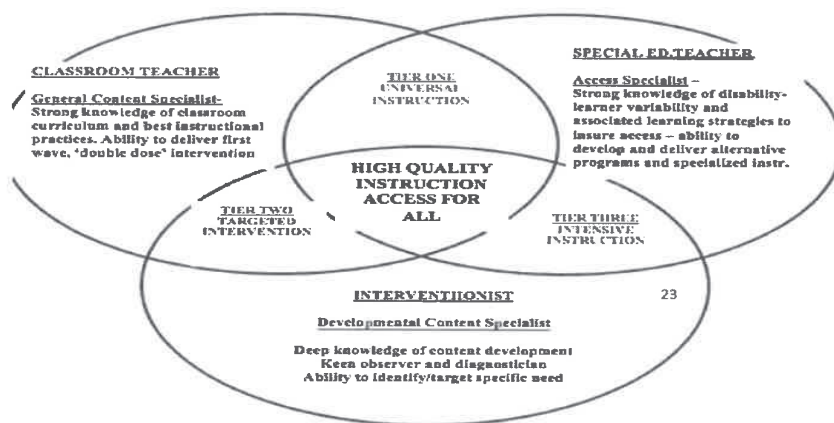 CLASSROOM TEACHER
General Content Specialist-
Strong knowledge of classroom
curriculum and best instructional
practices. Ability to deliver first
wave, 'double dose' intervention
TIER ONE
UNIVERSAL
INSTRUCTION
SPECIAL ED.TEACHER
Access Specialist –
Strong knowledge of disability-
learner variability and
associated learning strategies to
insure access – ability to
develop and deliver alternative
programs and specialized instr.
HIGH QUALITY
INSTRUCTION
ACCESS FOR
ALL
TIER TWO
TARGETED
INTERVENTION
TIER THREE
INTENSIVE
INSTRUCTION
INTERVENTIONIST
23
Developmental Content Specialist
Deep knowledge of content development
Keen observer and diagnostician
Ability to identify/target specific need